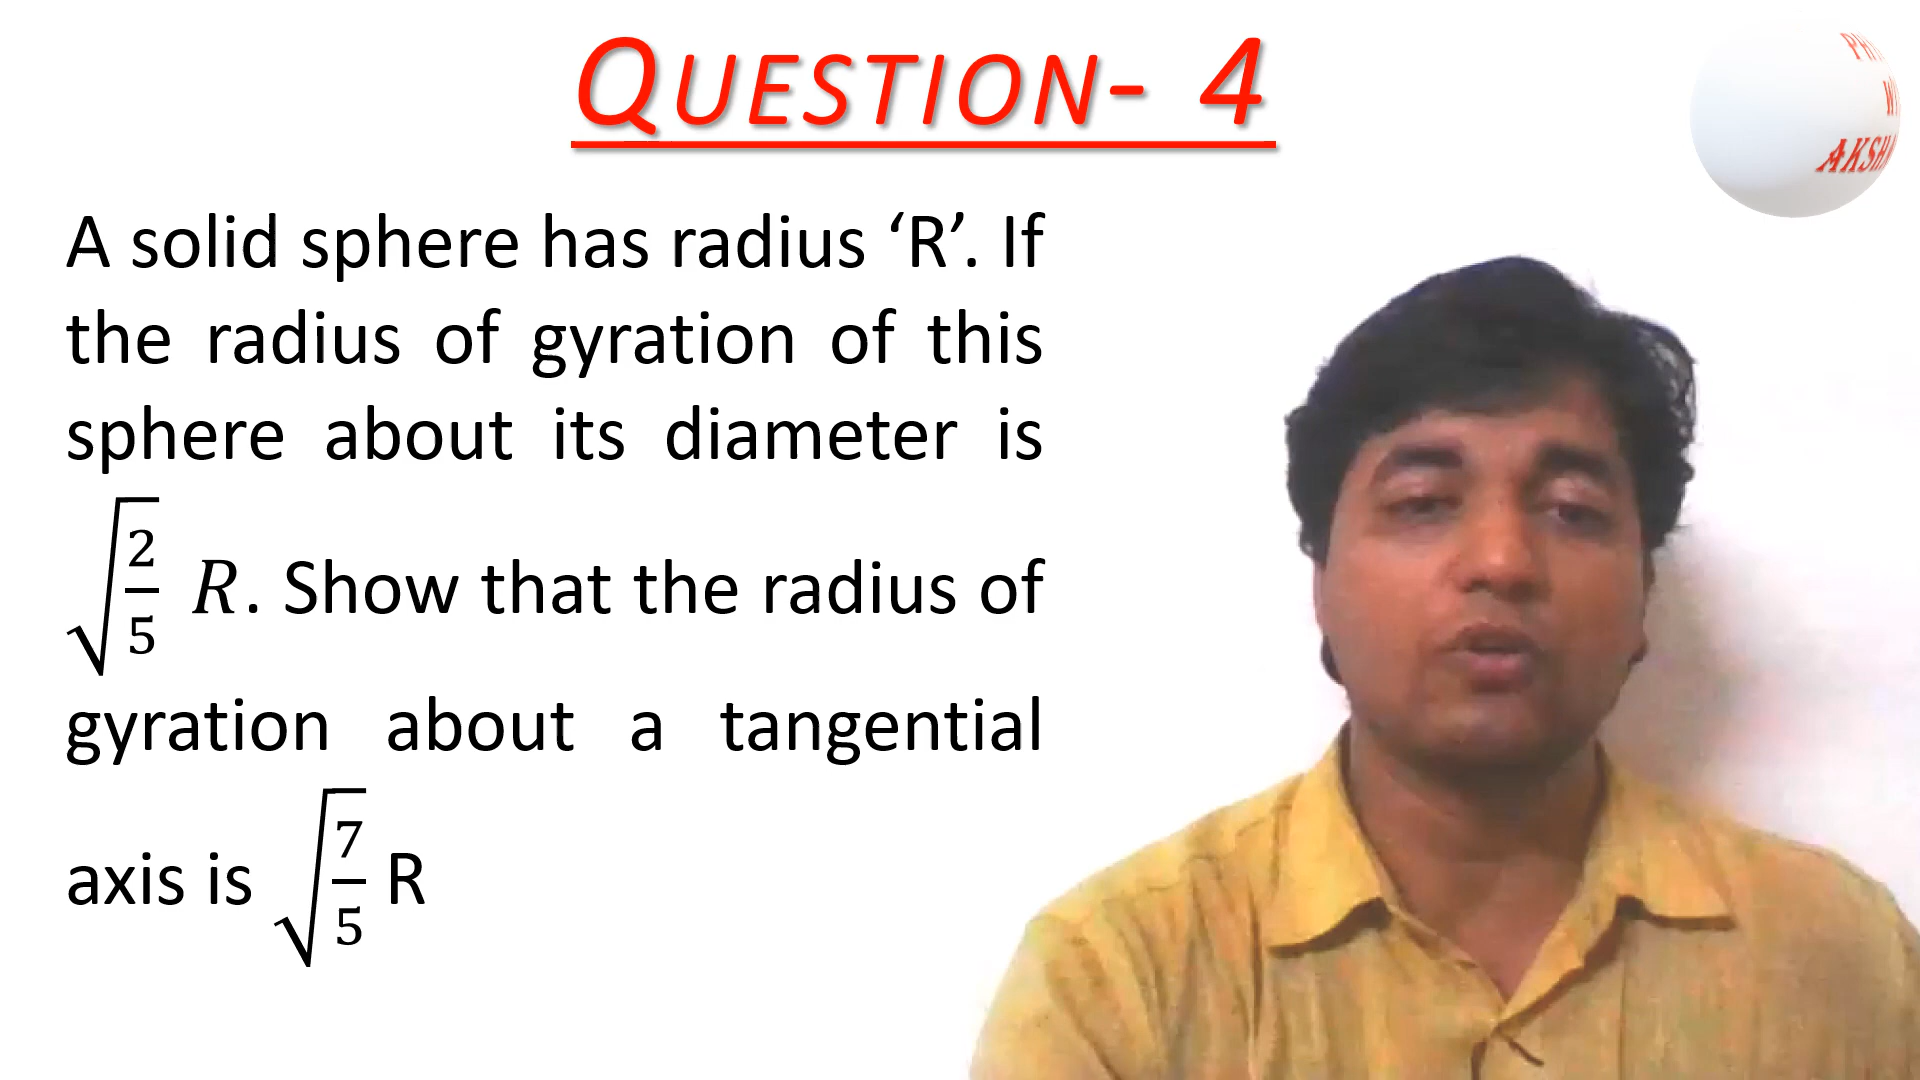 QUESTION- 4
A solid sphere has radius ‘R’. If
the radius of gyration of this
sphere about its diameter is
√(2/5) R. Show that the radius of
gyration about a tangential
axis is √(7/5) R